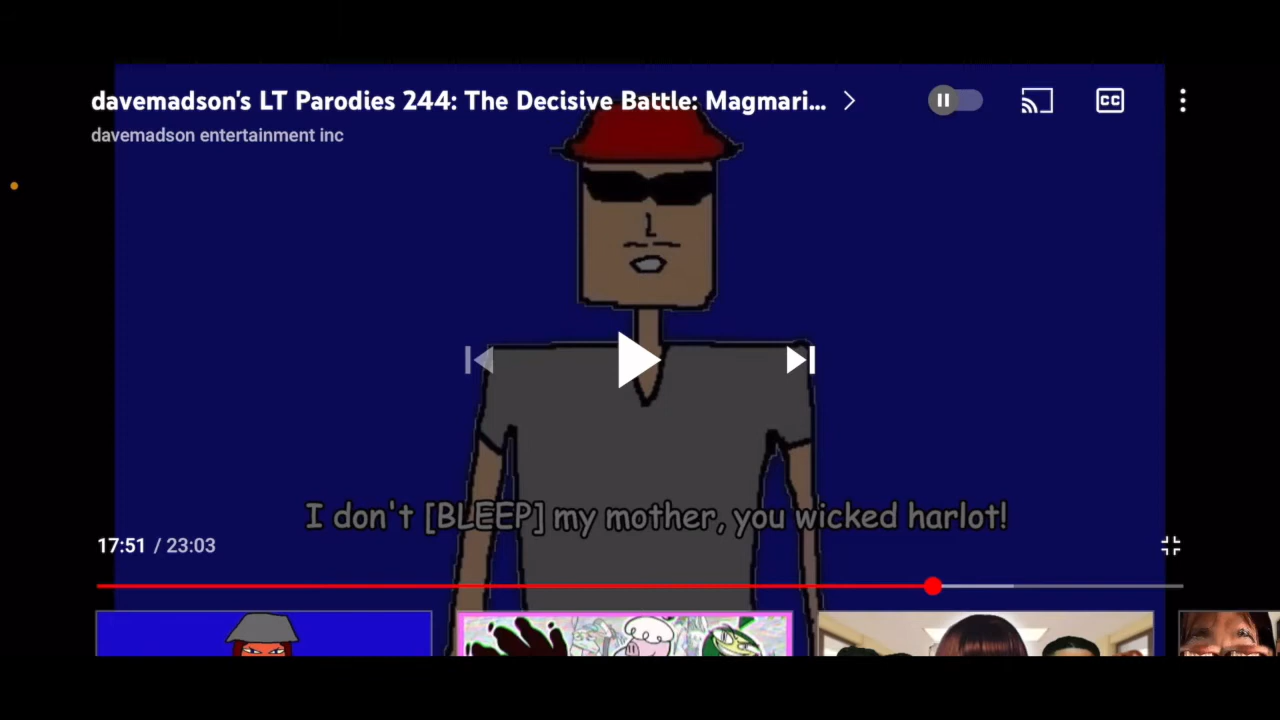 davemadson's LT Parodies 244: The Decisive Battle: Magmari...
davemadson entertainment inc
CC
I don't [BLEEP] my mother, you wicked harlot!
17:51 / 23:03